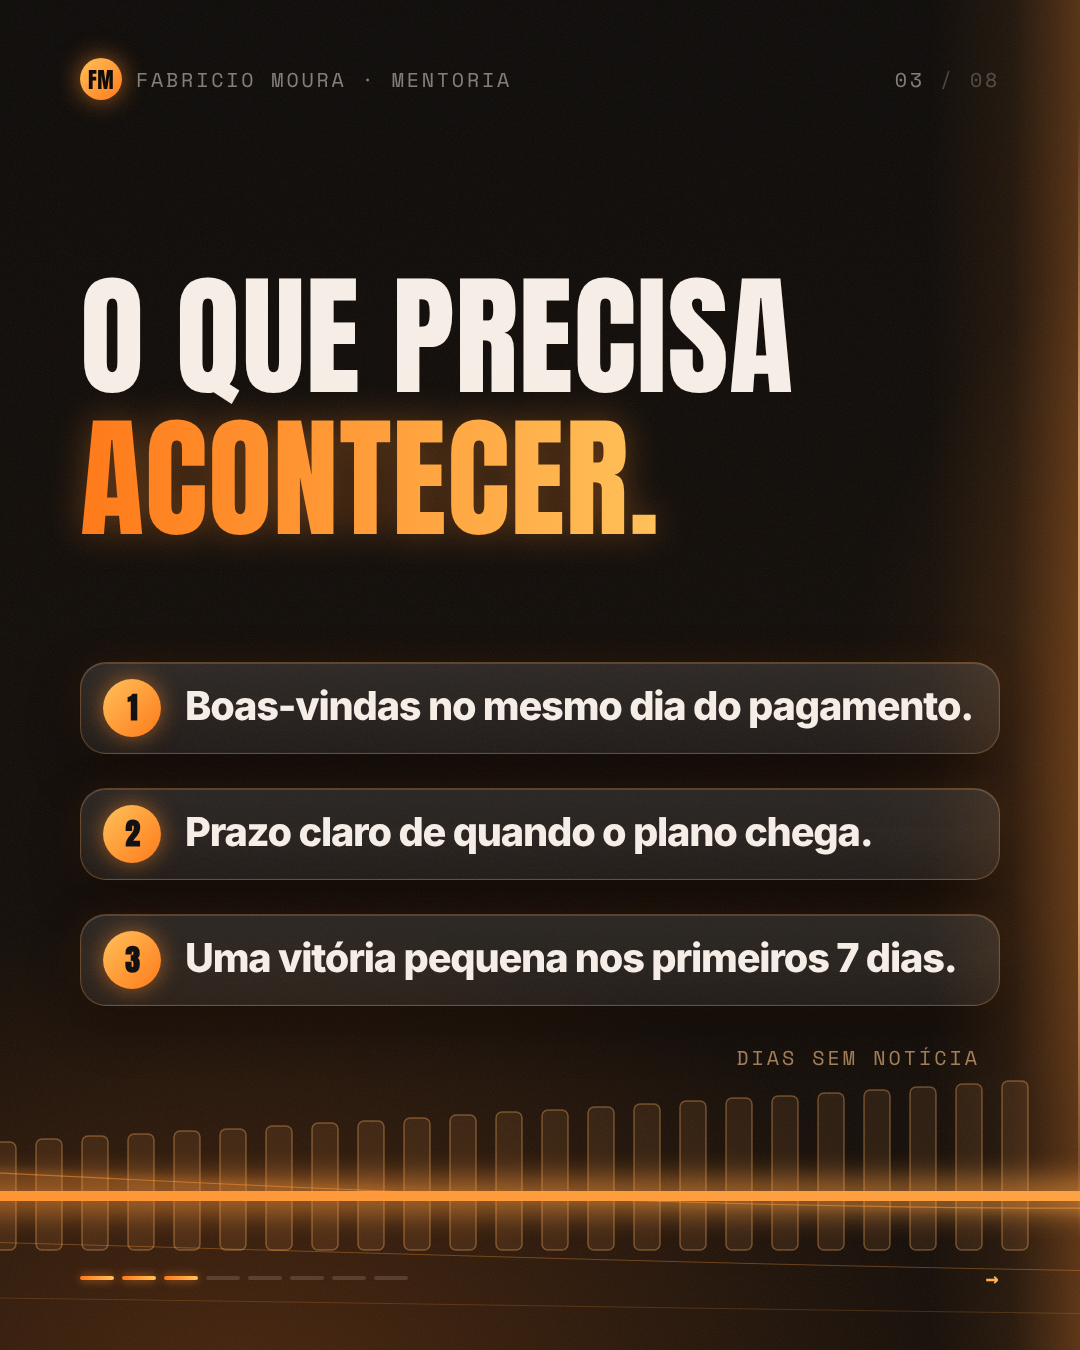 FM FABRICIO MOURA · MENTORIA
03 / 08
O QUE PRECISA
ACONTECER.
1 Boas-vindas no mesmo dia do pagamento.
2 Prazo claro de quando o plano chega.
3 Uma vitória pequena nos primeiros 7 dias.
DIAS SEM NOTÍCIA
→